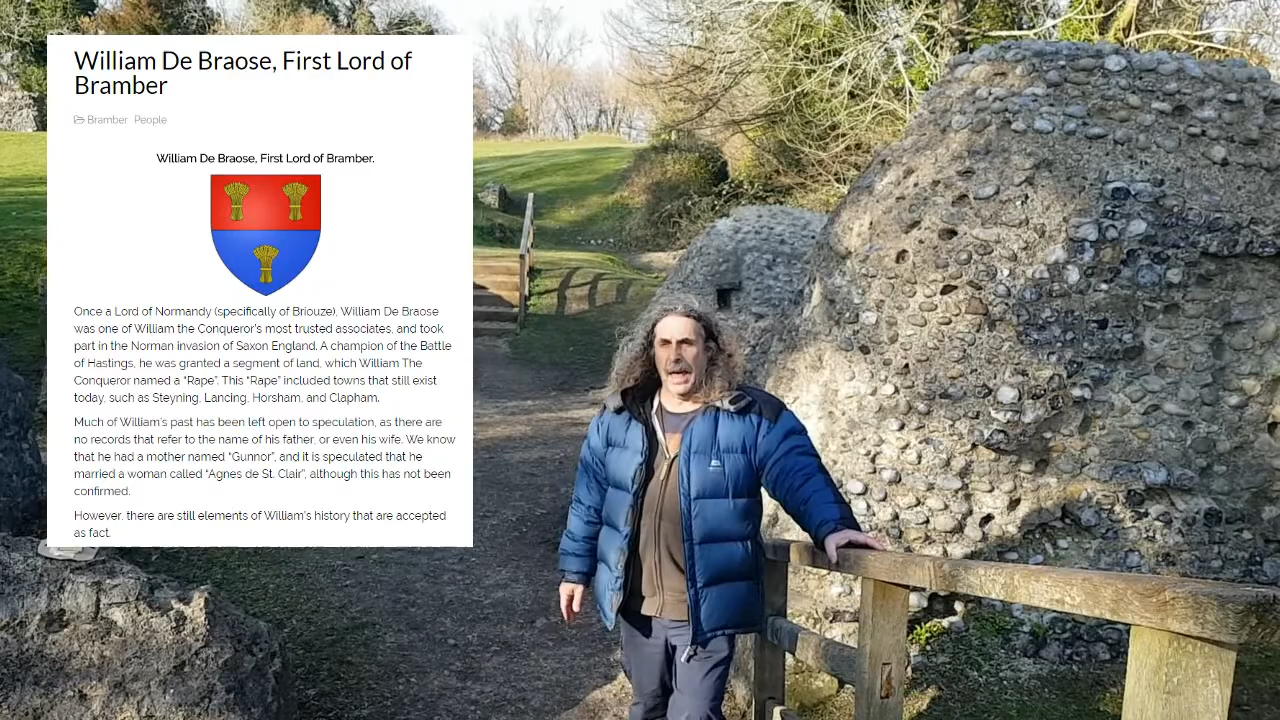 William De Braose, First Lord of
Bramber
Bramber People
William De Braose, First Lord of Bramber.
Once a Lord of Normandy (specifically of Briouze), William De Braose
was one of William the Conqueror's most trusted associates, and took
part in the Norman invasion of Saxon England. A champion of the Battle
of Hastings, he was granted a segment of land, which William The
Conqueror named a "Rape". This "Rape" included towns that still exist
today, such as Steyning, Lancing, Horsham, and Clapham.
Much of William's past has been left open to speculation, as there are
no records that refer to the name of his father, or even his wife. We know
that he had a mother named "Gunnor", and it is speculated that he
married a woman called "Agnes de St. Clair", although this has not been
confirmed.
However, there are still elements of William's history that are accepted
as fact.